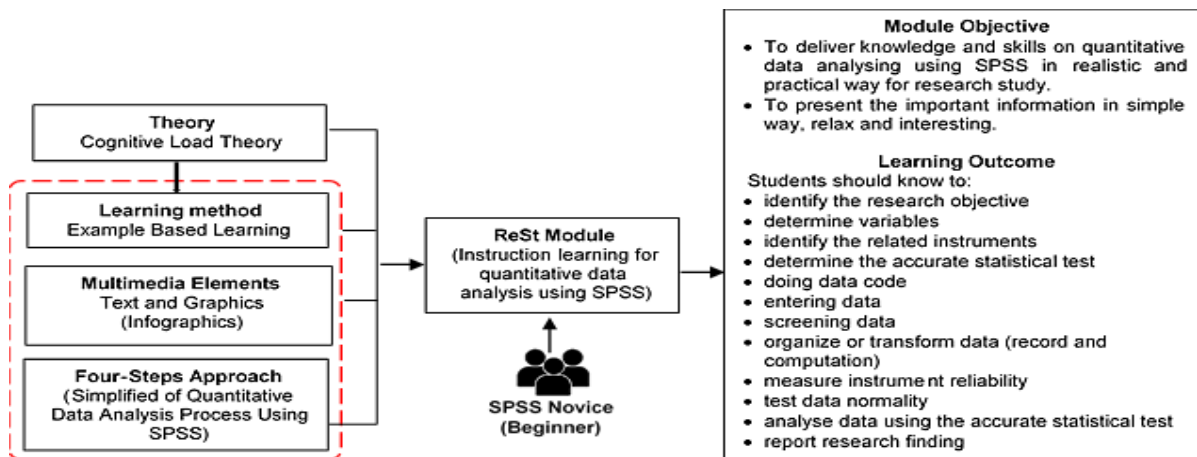 Theory
Cognitive Load Theory
Learning method
Example Based Learning
Multimedia Elements
Text and Graphics
(Infographics)
Four-Steps Approach
(Simplified of Quantitative
Data Analysis Process Using
SPSS)
ReSt Module
(Instruction learning for
quantitative data
analysis using SPSS)
SPSS Novice
(Beginner)
Module Objective
• To deliver knowledge and skills on quantitative
data analysing using SPSS in realistic and
practical way for research study.
• To present the important information in simple
way, relax and interesting.
Learning Outcome
Students should know to:
• identify the research objective
• determine variables
• identify the related instruments
• determine the accurate statistical test
• doing data code
• entering data
• screening data
• organize or transform data (record and
computation)
• measure instrument reliability
• test data normality
• analyse data using the accurate statistical test
• report research finding